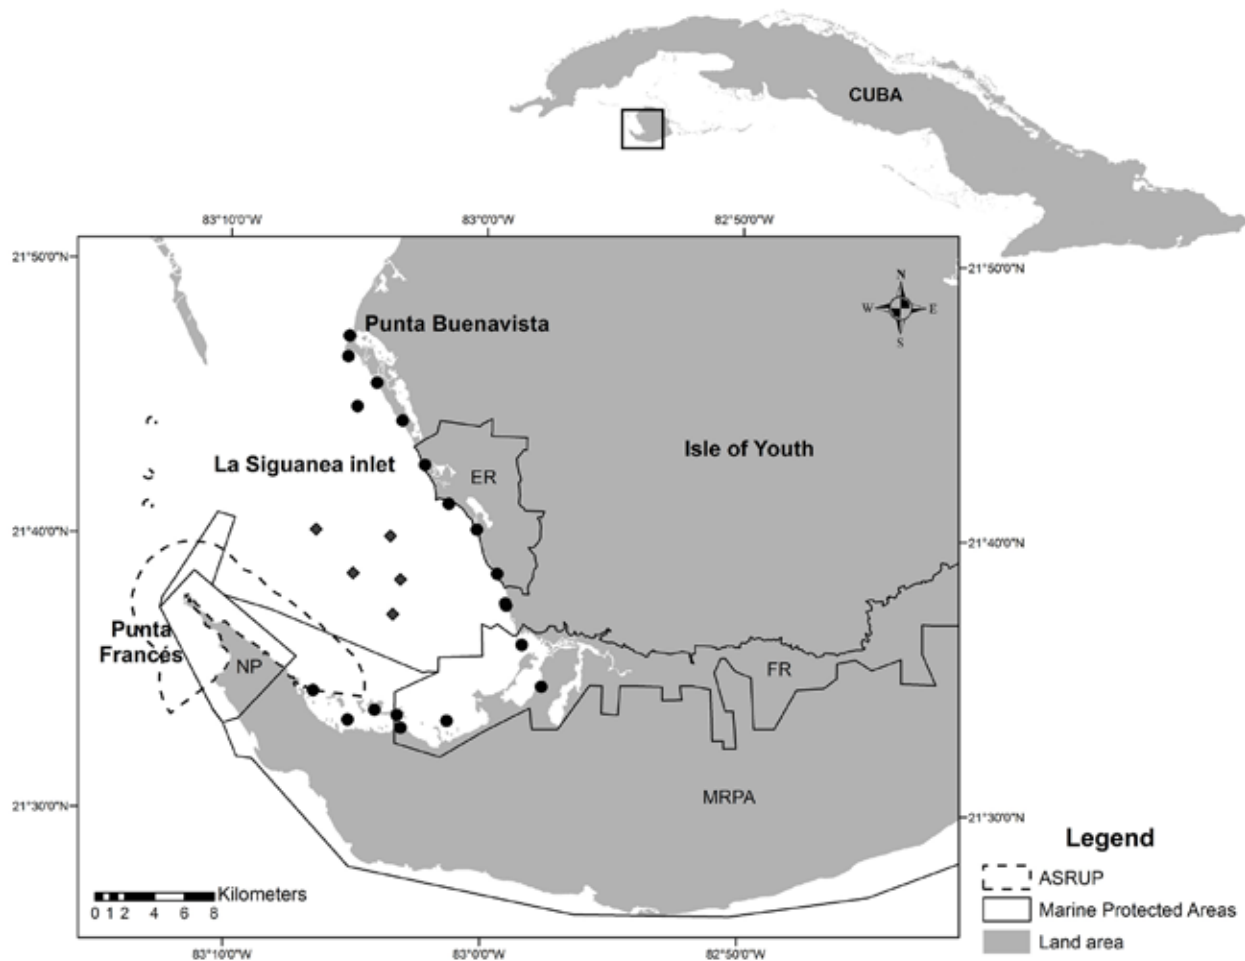 CUBA
83°10'0"W
83°0'0"W
82°50'0"W
21°50'0"N
21°50'0"N
N
W
E
S
Punta Buenavista
Isle of Youth
La Siguanea inlet
ER
21°40'0"N
21°40'0"N
Punta
Francés
NP
FR
MRPA
21°30'0"N
21°30'0"N
Kilometers
0 1 2 4 6 8
Legend
ASRUP
Marine Protected Areas
Land area
83°10'0"W
83°0'0"W
82°50'0"W